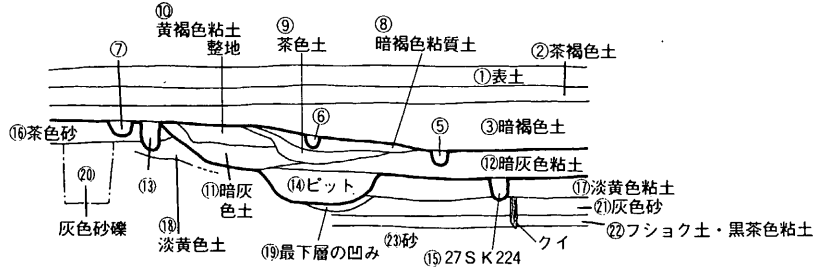 ⑩
黄褐色粘土
整地
⑨
茶色土
⑧
暗褐色粘質土
②茶褐色土
⑦
①表土
⑥
⑤
③暗褐色土
⑯茶色砂
⑫暗灰色粘土
⑳
⑬
⑪暗灰
色土
⑭ピット
⑰淡黄色粘土
㉑灰色砂
灰色砂礫
⑱
淡黄色土
⑲最下層の凹み
㉓砂
クイ
㉒フショク土・黒茶色粘土
⑮27SK224